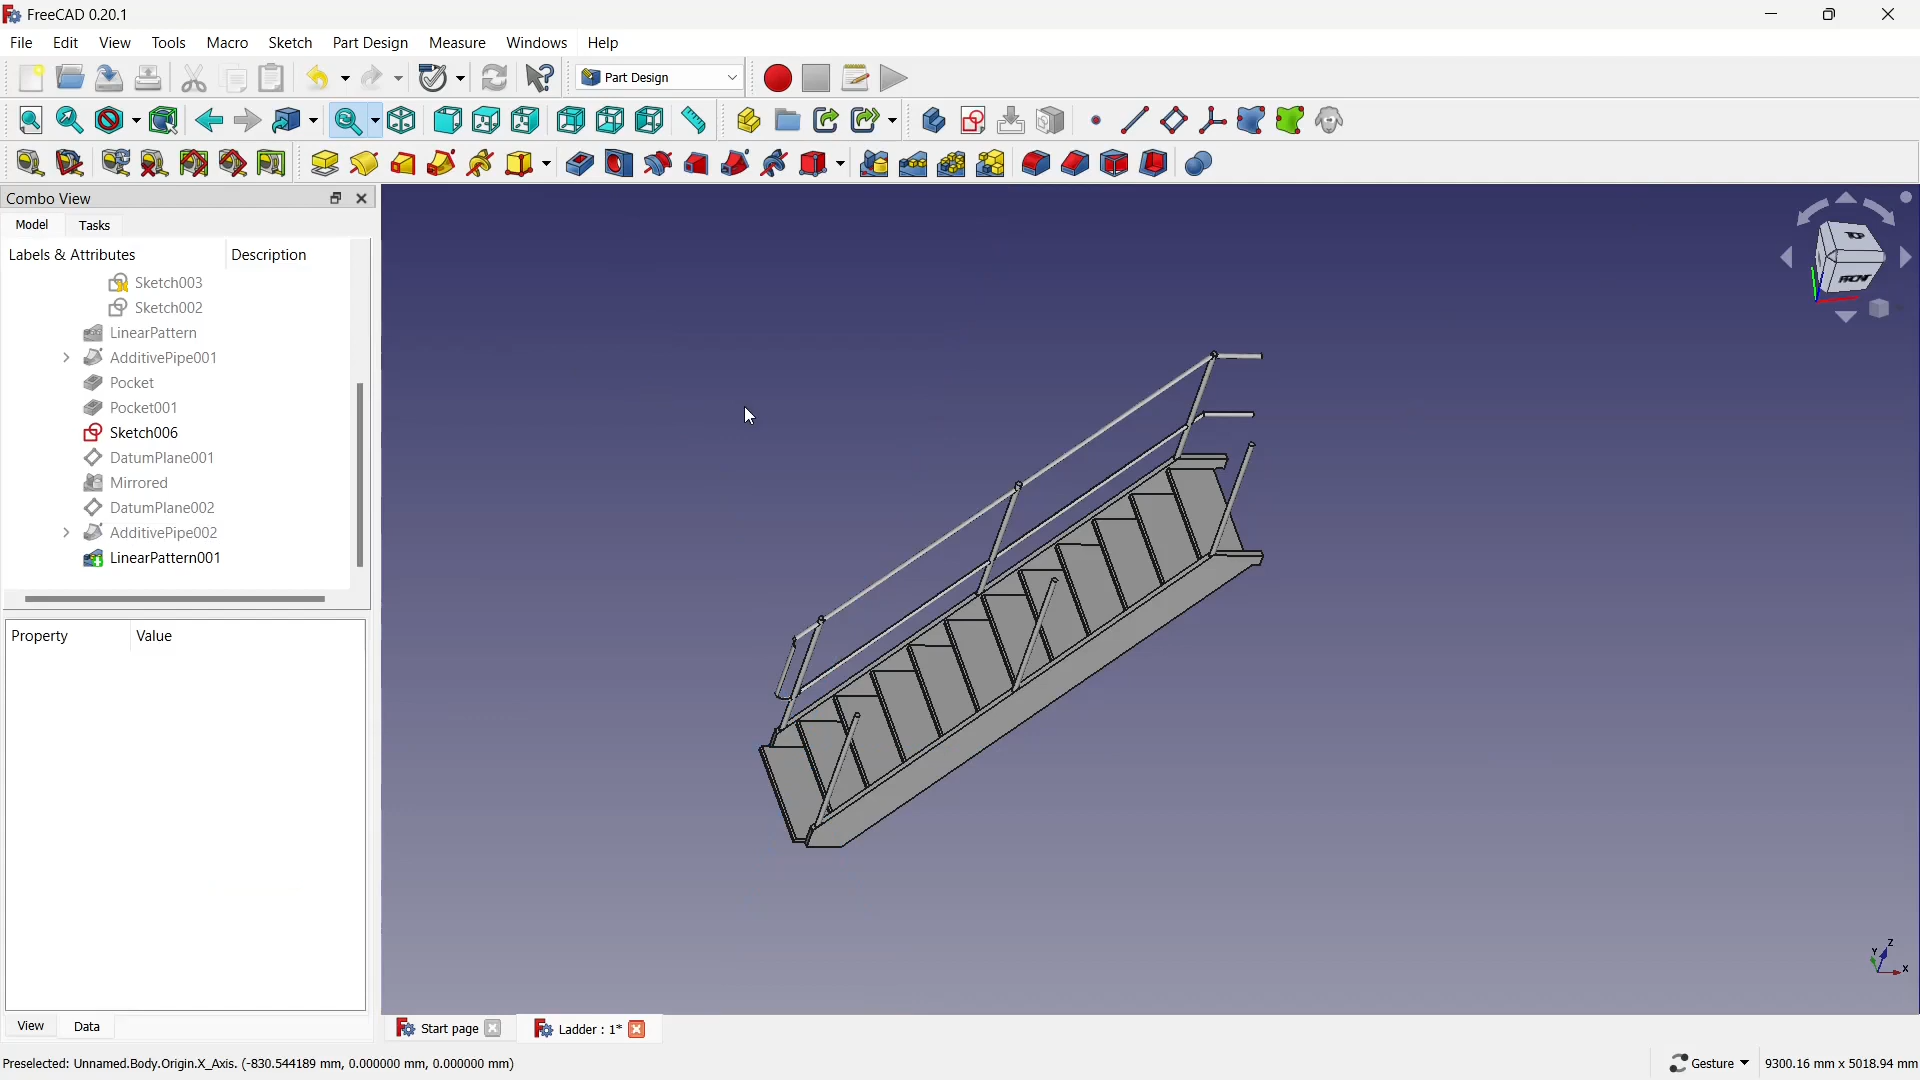 FreeCAD 0.20.1
File Edit View Tools Macro Sketch Part Design Measure Windows Help
Part Design
Combo View
Model Tasks
Labels & Attributes Description
Sketch003
Sketch002
LinearPattern
AdditivePipe001
Pocket
Pocket001
Sketch006
DatumPlane001
Mirrored
DatumPlane002
AdditivePipe002
LinearPattern001
Property Value
View Data
TOP
FRONT
Z
Y
X
Start page Ladder : 1*
Preselected: Unnamed.Body.Origin.X_Axis. (-830.544189 mm, 0.000000 mm, 0.000000 mm)
Gesture 9300.16 mm x 5018.94 mm